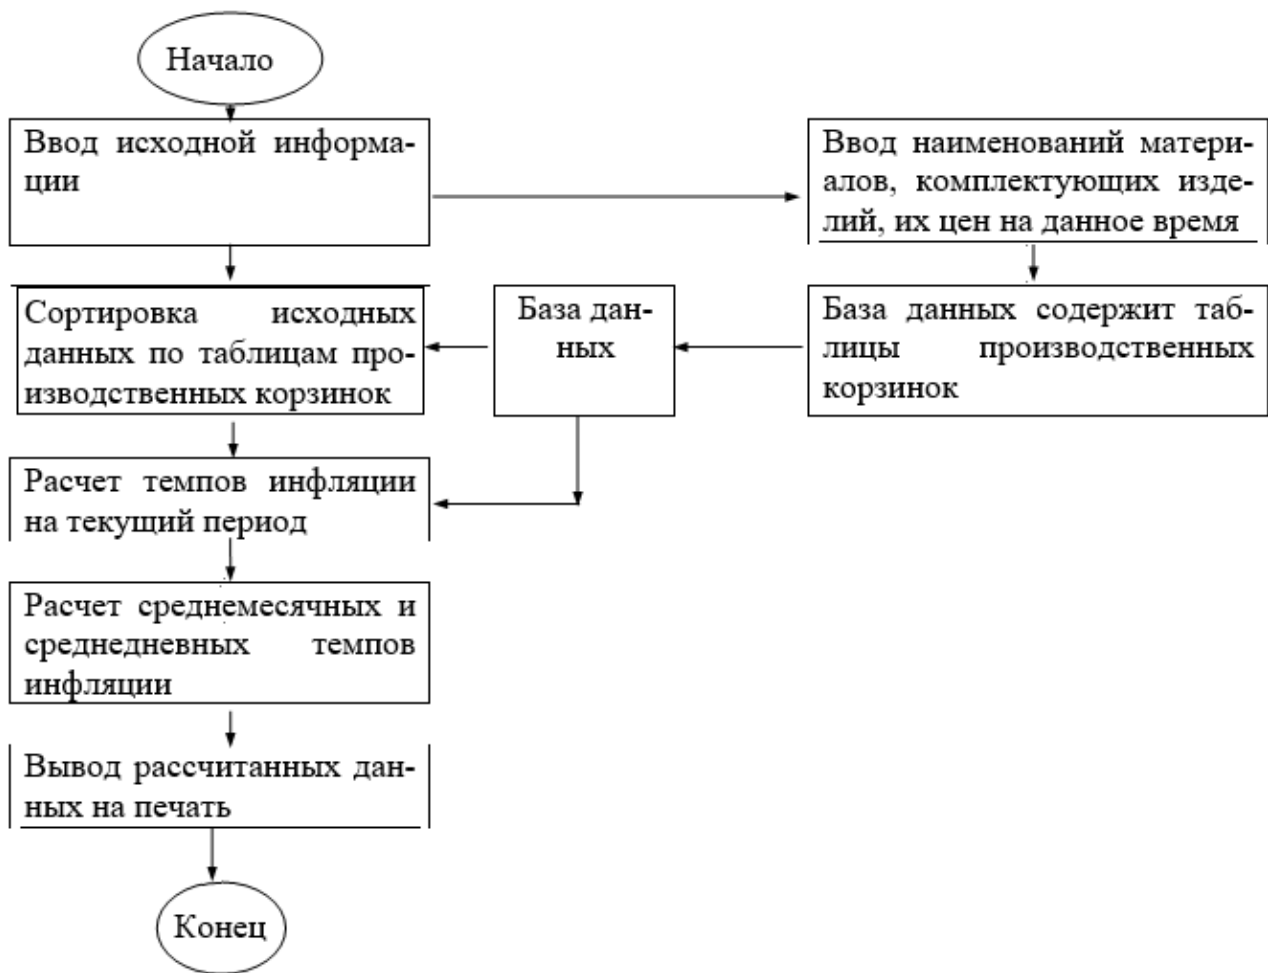 Начало
Ввод исходной информа-
ции
Ввод наименований матери-
алов, комплектующих изде-
лий, их цен на данное время
Сортировка исходных
данных по таблицам про-
изводственных корзинок
База дан-
ных
База данных содержит таб-
лицы производственных
корзинок
Расчет темпов инфляции
на текущий период
Расчет среднемесячных и
среднедневных темпов
инфляции
Вывод рассчитанных дан-
ных на печать
Конец